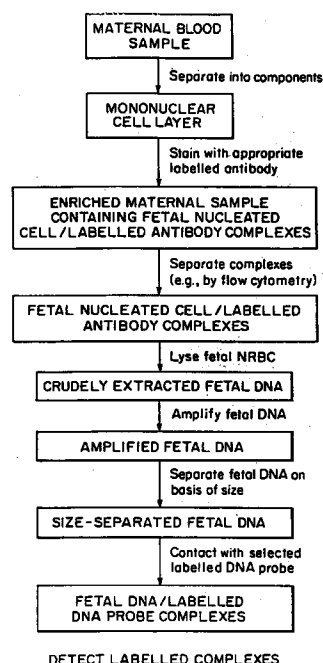 MATERNAL BLOOD
SAMPLE
Separate into components
MONONUCLEAR
CELL LAYER
Stain with appropriate
labelled antibody
ENRICHED MATERNAL SAMPLE
CONTAINING FETAL NUCLEATED
CELL/LABELLED ANTIBODY COMPLEXES
Separate complexes
(e.g., by flow cytometry)
FETAL NUCLEATED CELL/LABELLED
ANTIBODY COMPLEXES
Lyse fetal NRBC
CRUDELY EXTRACTED FETAL DNA
Amplify fetal DNA
AMPLIFIED FETAL DNA
Separate fetal DNA on
basis of size
SIZE-SEPARATED FETAL DNA
Contact with selected
labelled DNA probe
FETAL DNA/LABELLED
DNA PROBE COMPLEXES
DETECT LABELLED COMPLEXES